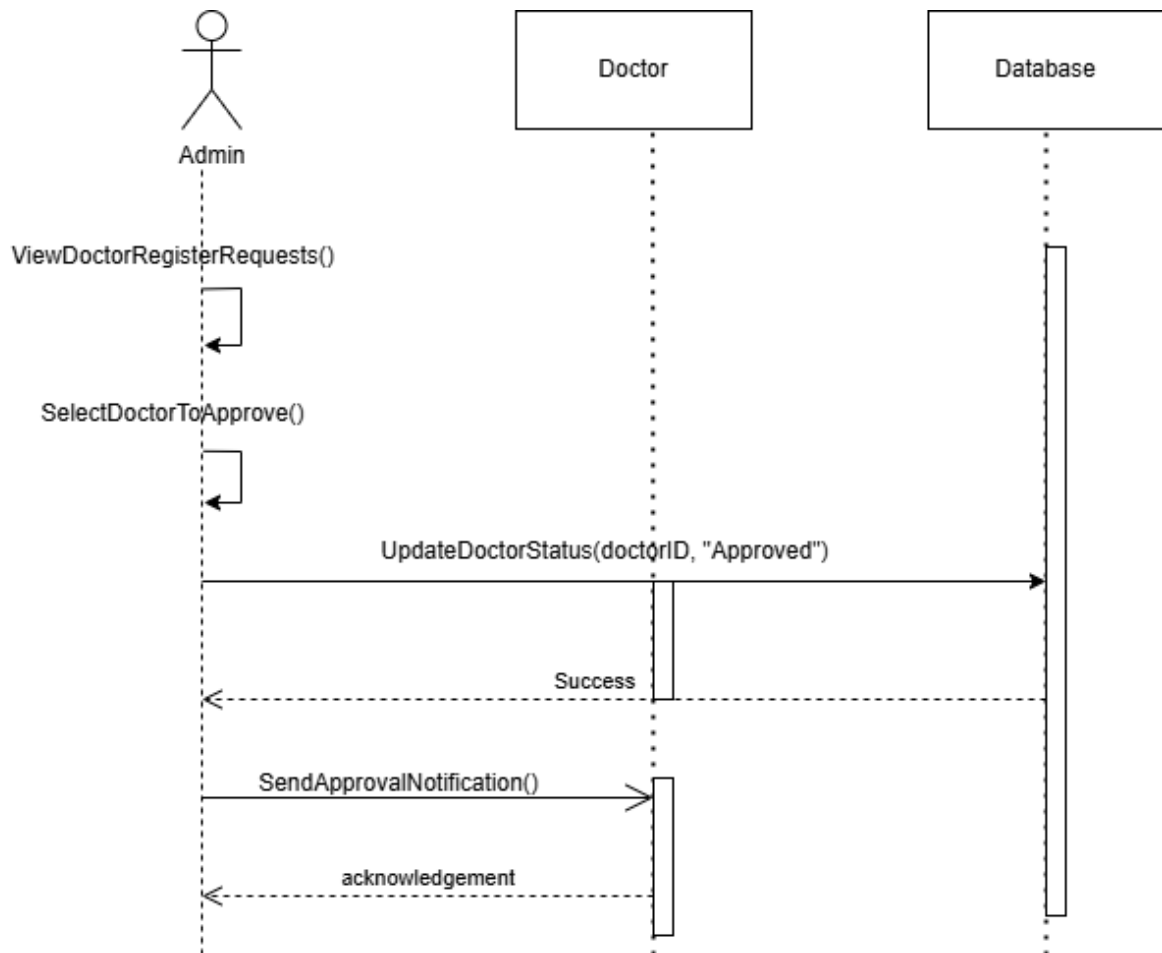 Doctor
Database
Admin
ViewDoctorRegisterRequests()
SelectDoctorToApprove()
UpdateDoctorStatus(doctorID, "Approved")
Success
SendApprovalNotification()
acknowledgement